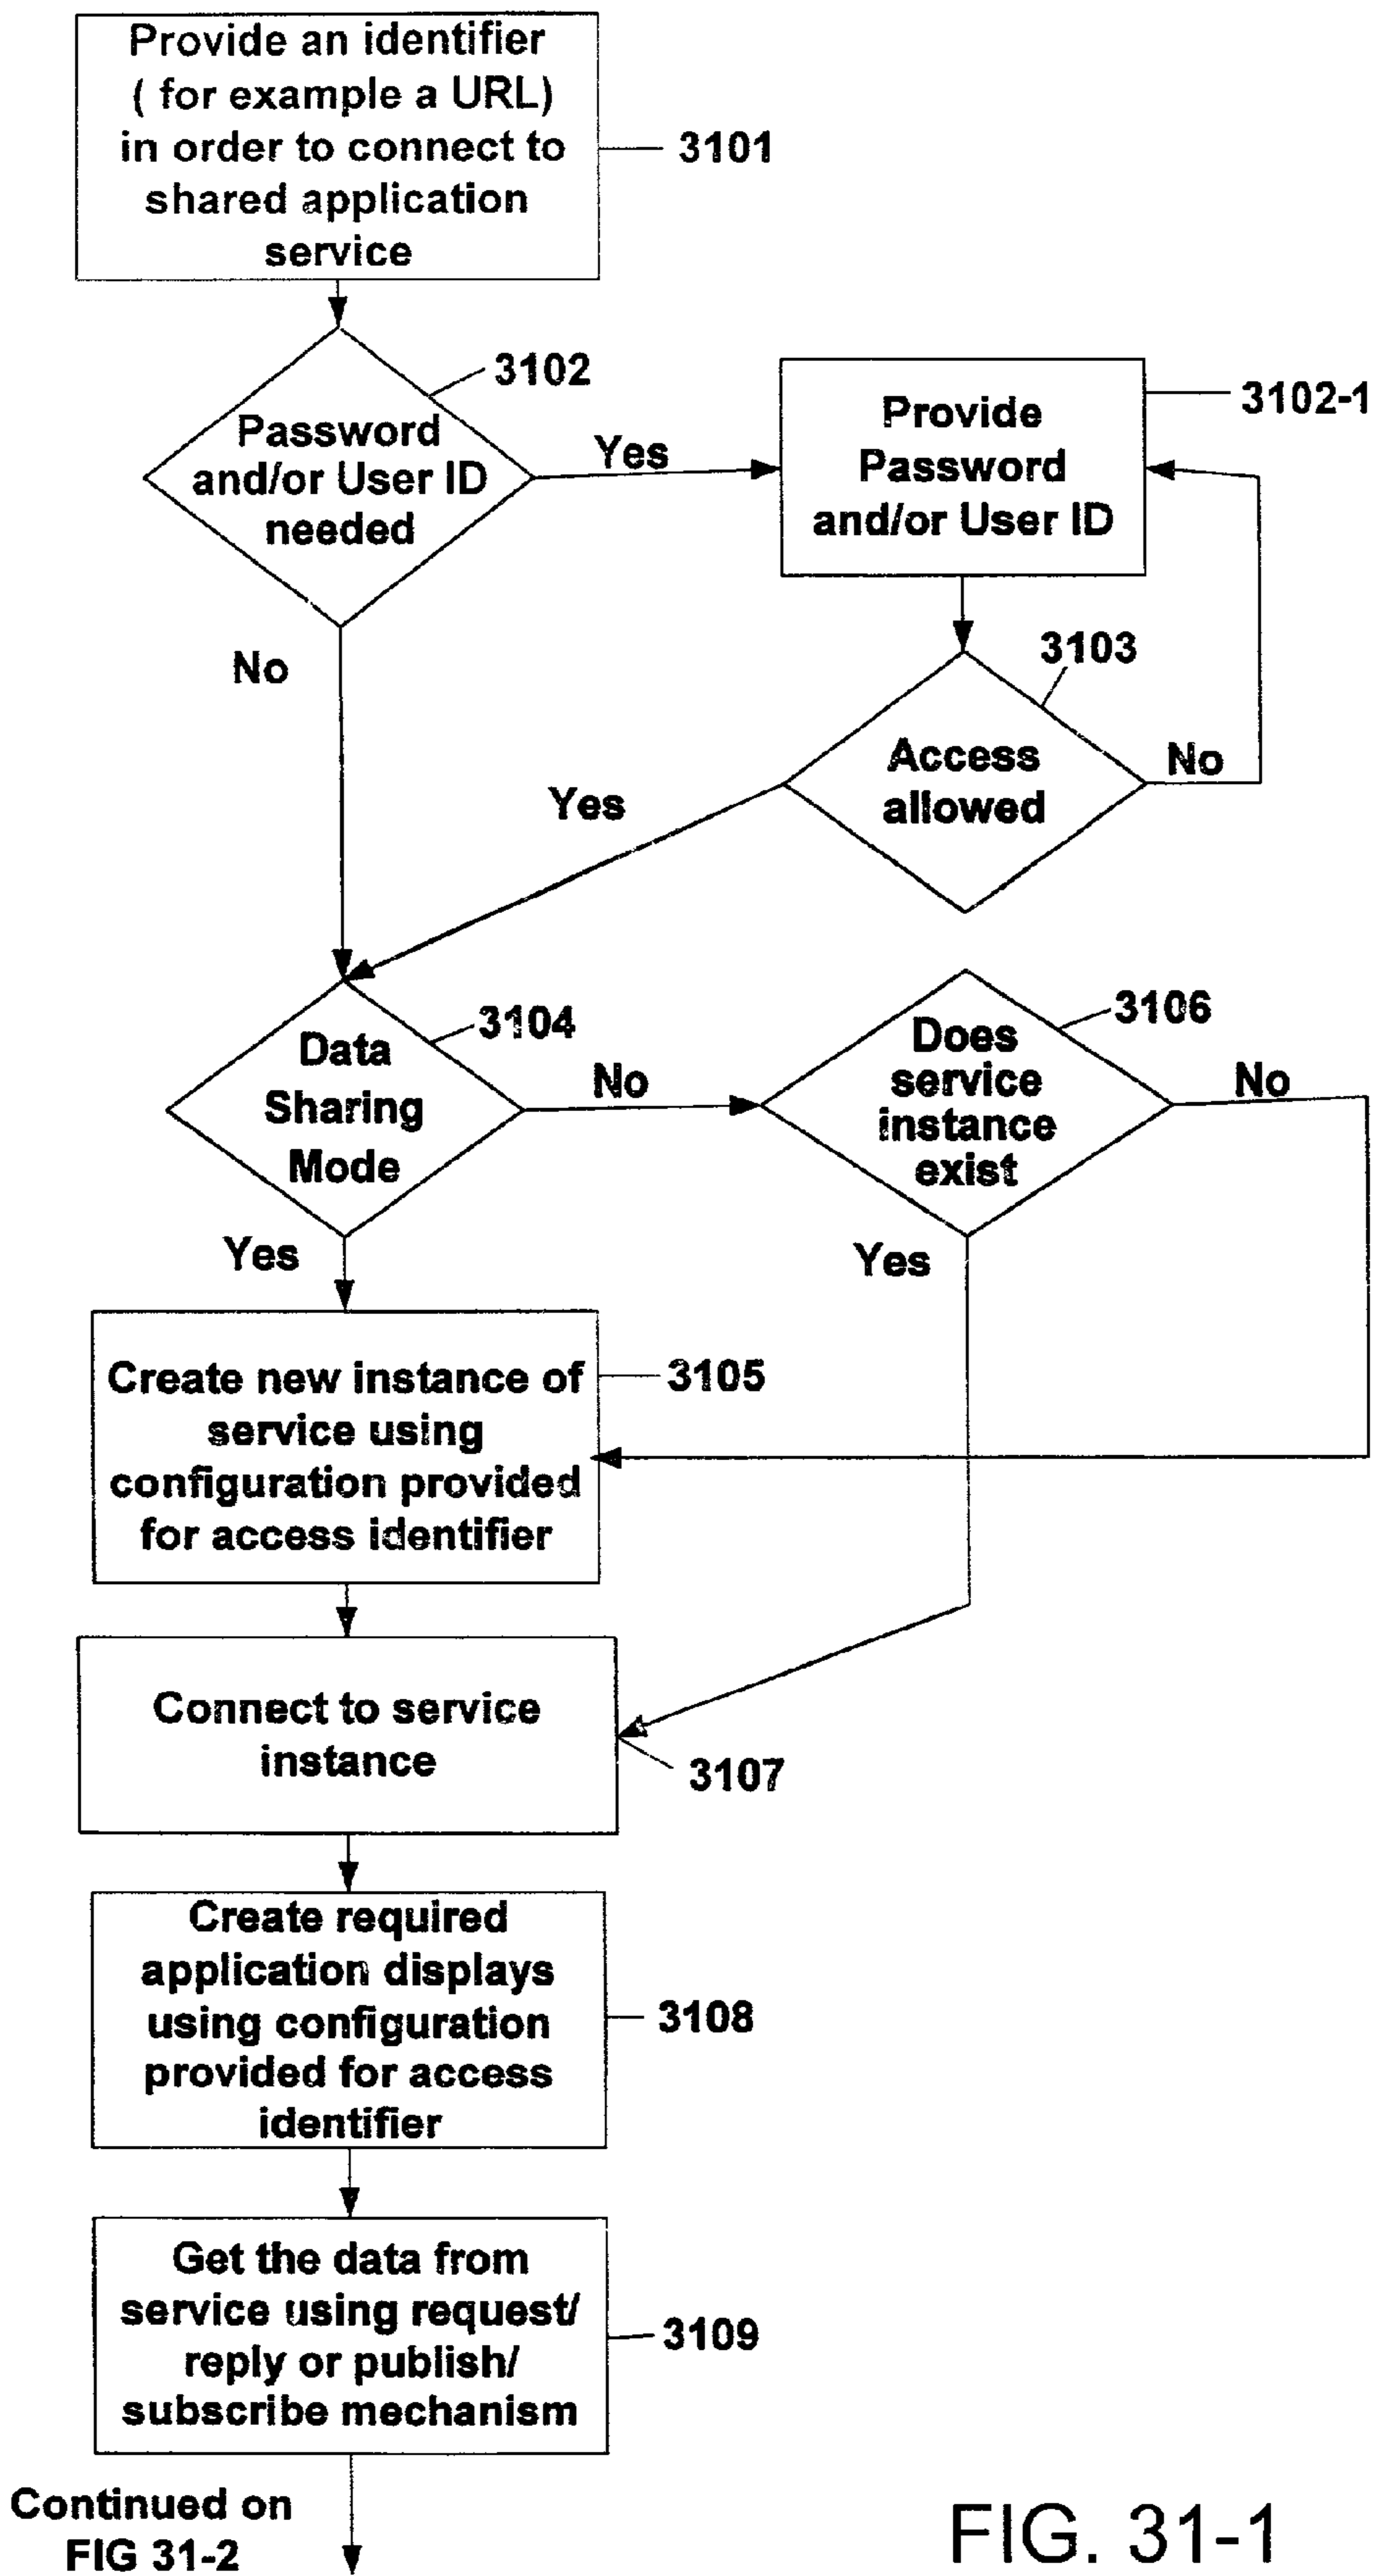 Provide an identifier
( for example a URL)
in order to connect to
shared application
service
3101
3102
Password
and/or User ID
needed
Yes
Provide
Password
and/or User ID
3102-1
No
3103
Access
allowed
No
Yes
3104
Data
Sharing
Mode
No
3106
Does
service
instance
exist
No
Yes
Yes
Create new instance of
service using
configuration provided
for access identifier
3105
Connect to service
instance
3107
Create required
application displays
using configuration
provided for access
identifier
3108
Get the data from
service using request/
reply or publish/
subscribe mechanism
3109
Continued on
FIG 31-2
FIG. 31-1